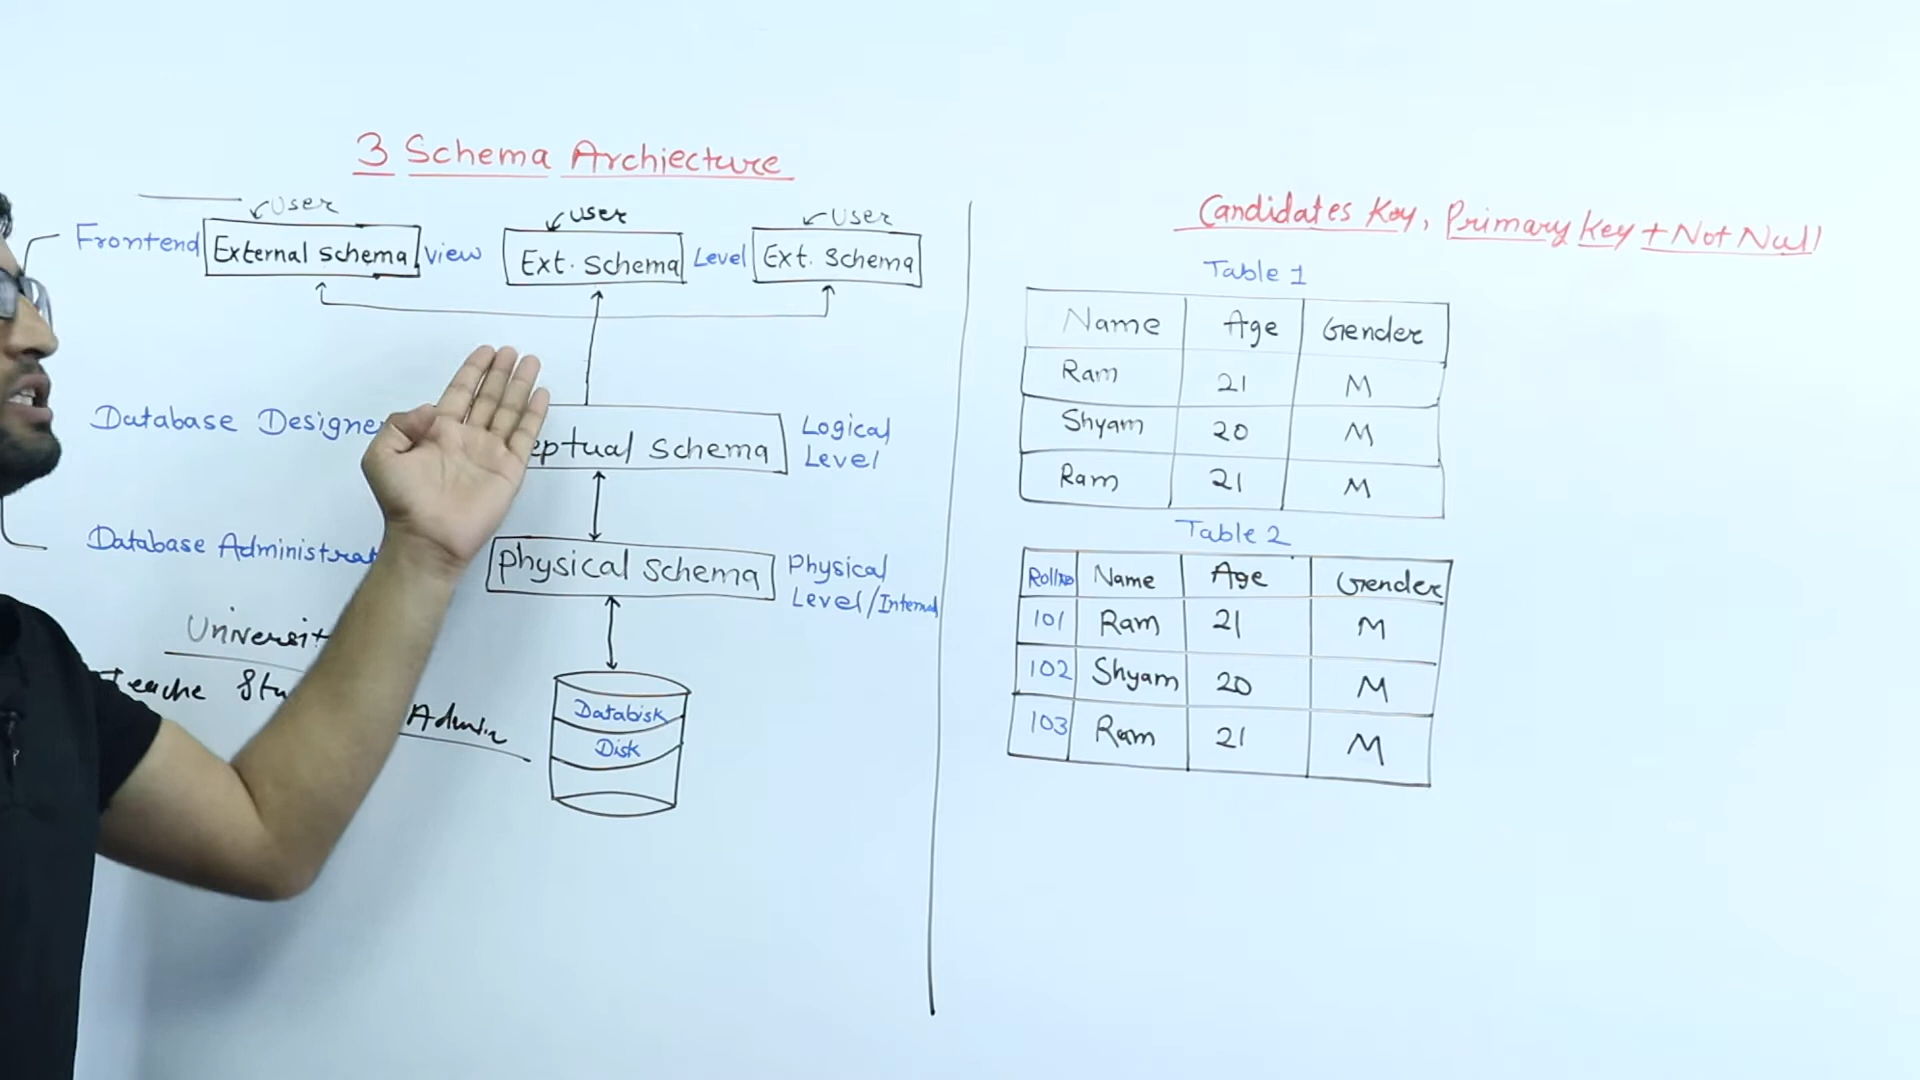 3 Schema Archiecture
User
User
User
Frontend External schema View Ext. Schema Level Ext. Schema
Database Designe
eptual Schema
Logical
Level
Database Administrat
Physical Schema
Physical
Level/Internal
Universit
Teache Stu Admin
Databisk
Disk
Candidates Key, Primary Key + Not Null
Table 1
Name Age Gender
Ram 21 M
Shyam 20 M
Ram 21 M
Table 2
Rollno Name Age Gender
101 Ram 21 M
102 Shyam 20 M
103 Ram 21 M